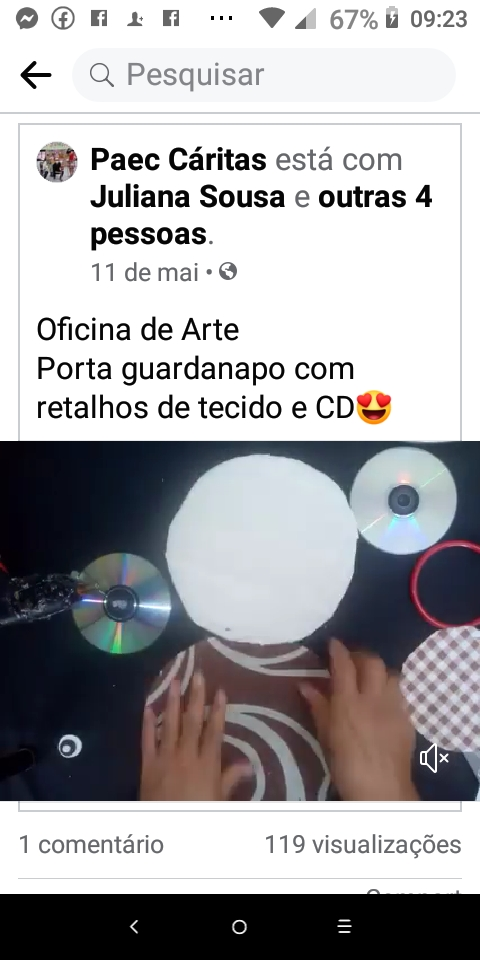 67% 09:23
Pesquisar
Paec Cáritas está com
Juliana Sousa e outras 4
pessoas.
11 de mai •
Oficina de Arte
Porta guardanapo com
retalhos de tecido e CD😍
1 comentário 119 visualizações